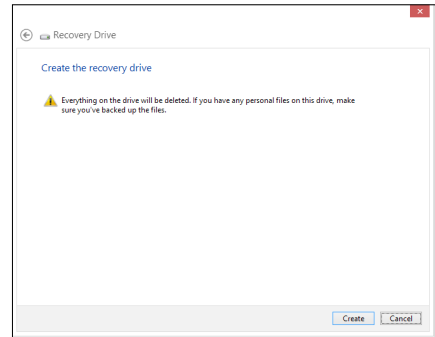 Recovery Drive
Create the recovery drive
Everything on the drive will be deleted. If you have any personal files on this drive, make
sure you've backed up the files.
Create Cancel